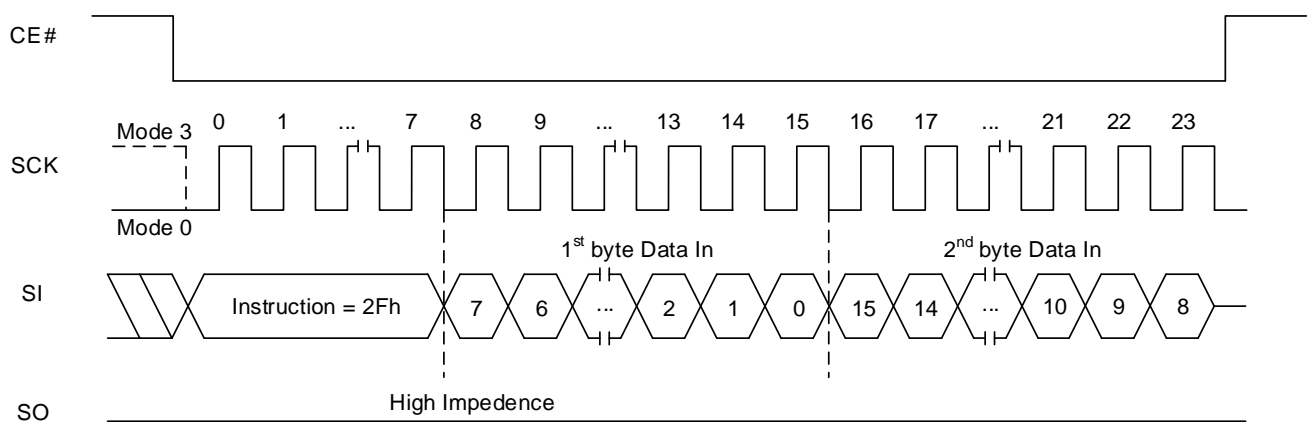 CE#
0 1 ... 7 8 9 ... 13 14 15 16 17 ... 21 22 23
Mode 3
SCK
Mode 0
1st byte Data In 2nd byte Data In
SI Instruction = 2Fh 7 6 ... 2 1 0 15 14 ... 10 9 8
High Impedence
SO